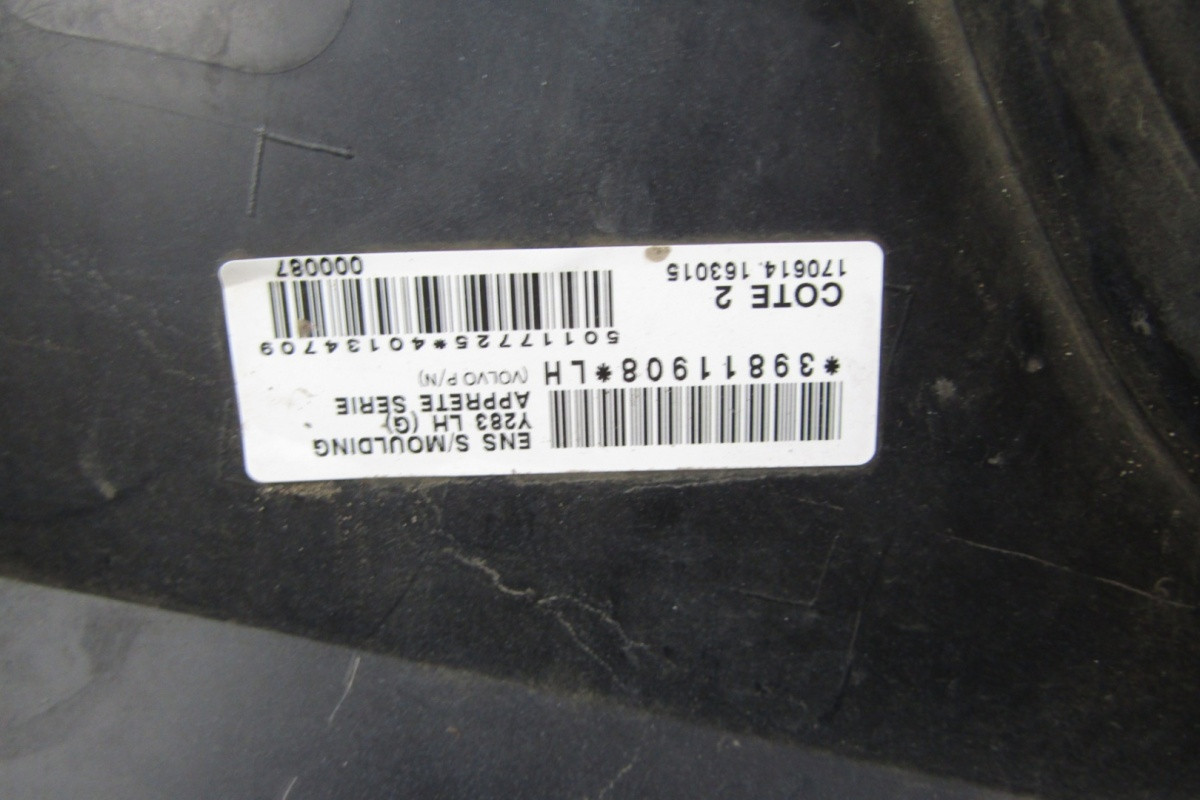 ENS S/MOULDING
Y283 LH (G)
APPRETE SERIE
*39811908*LH (VOLVO P/N)
50117725*40134709
COTE 2
170614.163015
000087